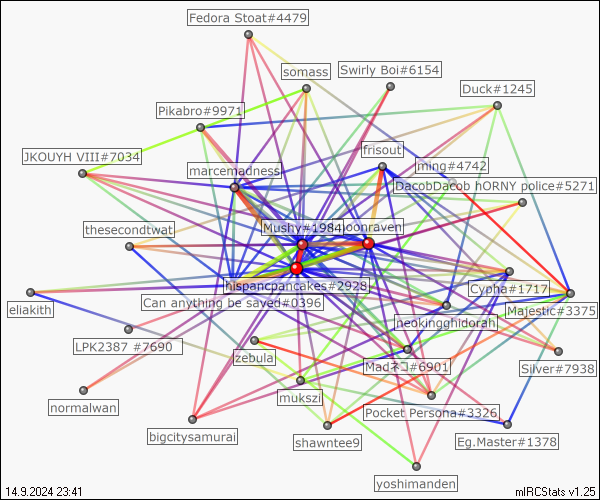 Fedora Stoat#4479
somass
Swirly Boi#6154
Duck#1245
Pikabro#9971
frisout
JKOUYH VIII#7034
ming#4742
marcemadness
DacobDacob hORNY police#5271
Mushy#1984
oonraven
thesecondtwat
hispancpancakes#2928
Cypha#1717
Can anything be saved#0396
Majestic#3375
eliakith
neokingghidorah
LPK2387 #7690
zebula
Madネコ#6901
Silver#7938
normalwan
mukszi
Pocket Persona#3326
bigcitysamurai
shawntee9
Eg.Master#1378
yoshimanden
14.9.2024 23:41
mIRCStats v1.25